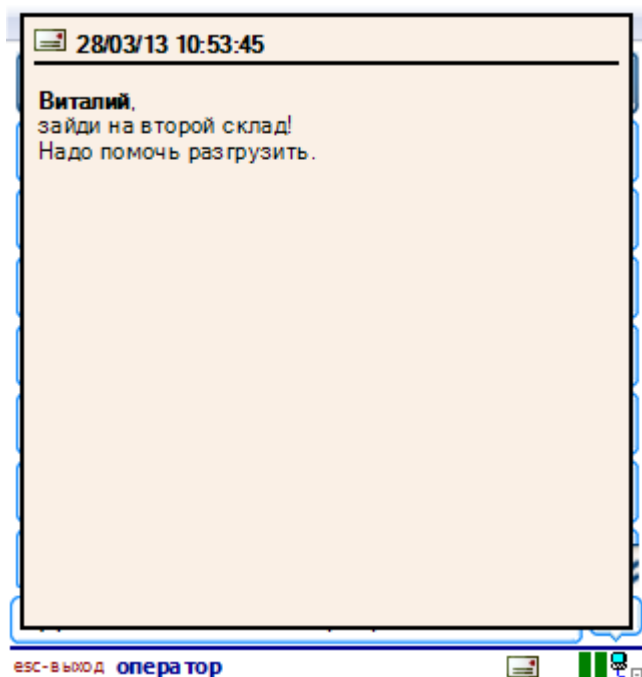 28/03/13 10:53:45
Виталий,
зайди на второй склад!
Надо помочь разгрузить.
esc-выход оператор